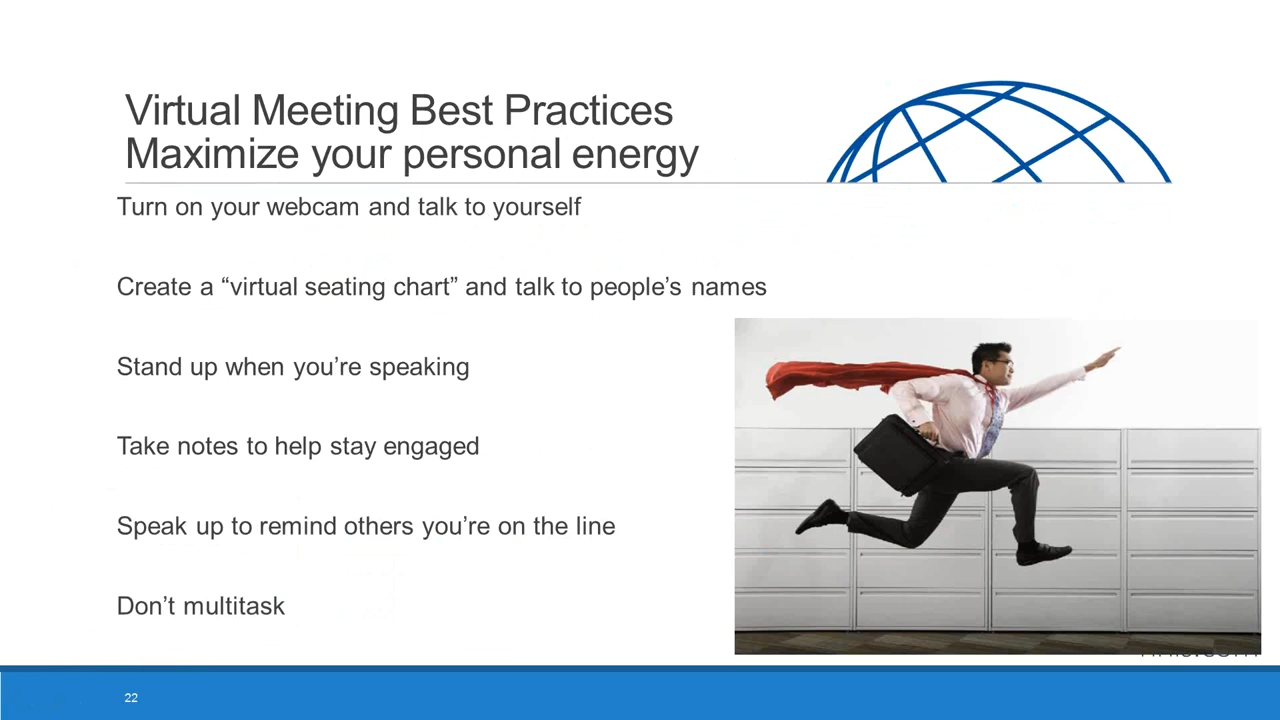 Virtual Meeting Best Practices
Maximize your personal energy
Turn on your webcam and talk to yourself
Create a “virtual seating chart” and talk to people’s names
Stand up when you’re speaking
Take notes to help stay engaged
Speak up to remind others you’re on the line
Don’t multitask
22